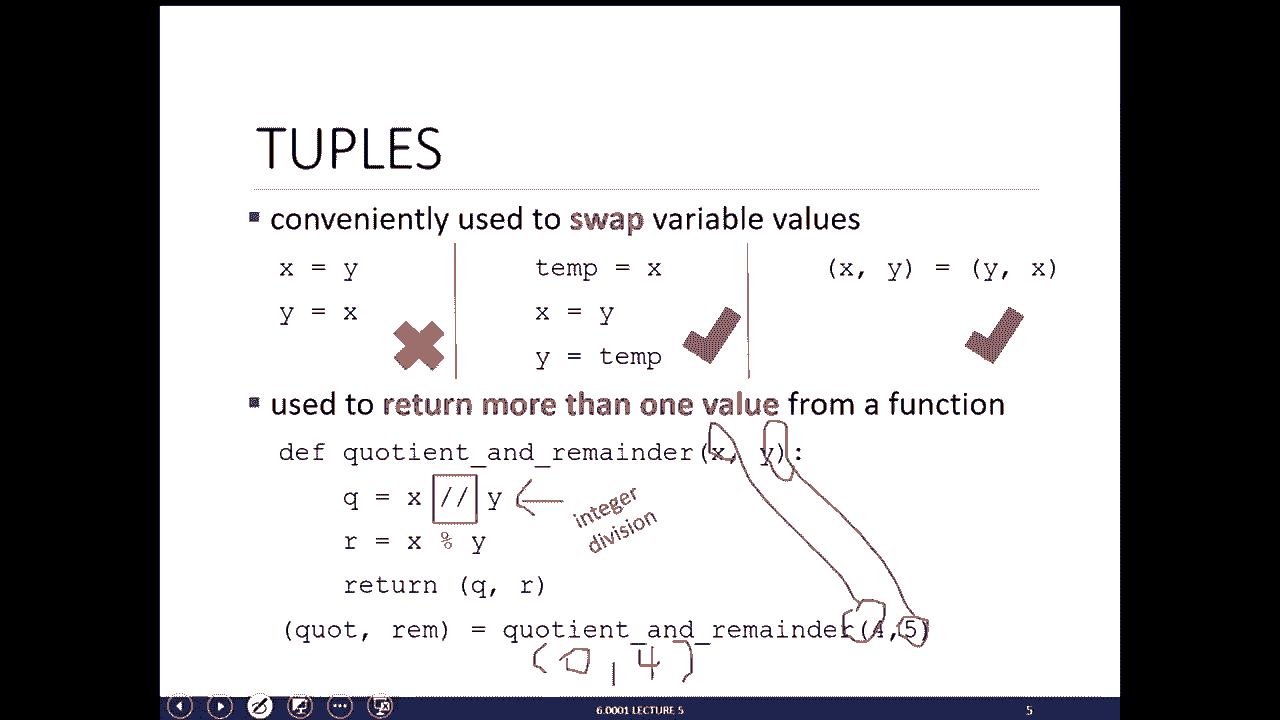 TUPLES
▪ conveniently used to swap variable values
x = y
y = x
temp = x
x = y
y = temp
(x, y) = (y, x)
▪ used to return more than one value from a function
def quotient_and_remainder(x, y):
q = x // y
integer
division
r = x % y
return (q, r)
(quot, rem) = quotient_and_remainder(4,5)
(0, 4)
6.0001 LECTURE 5
5